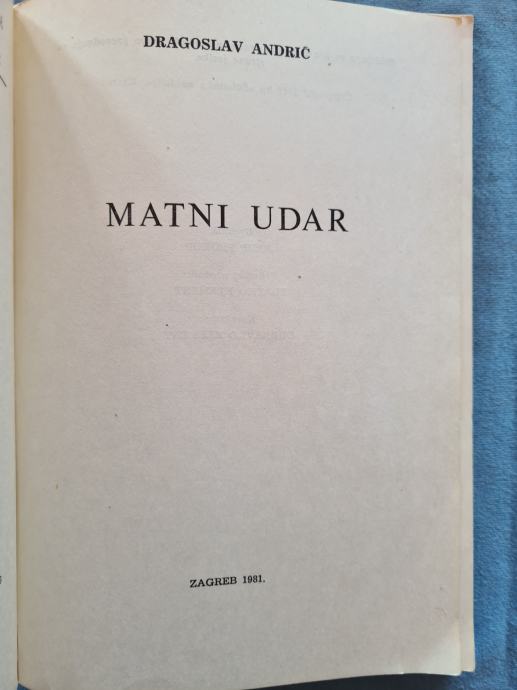 DRAGOSLAV ANDRIĆ
MATNI UDAR
ZAGREB 1981.